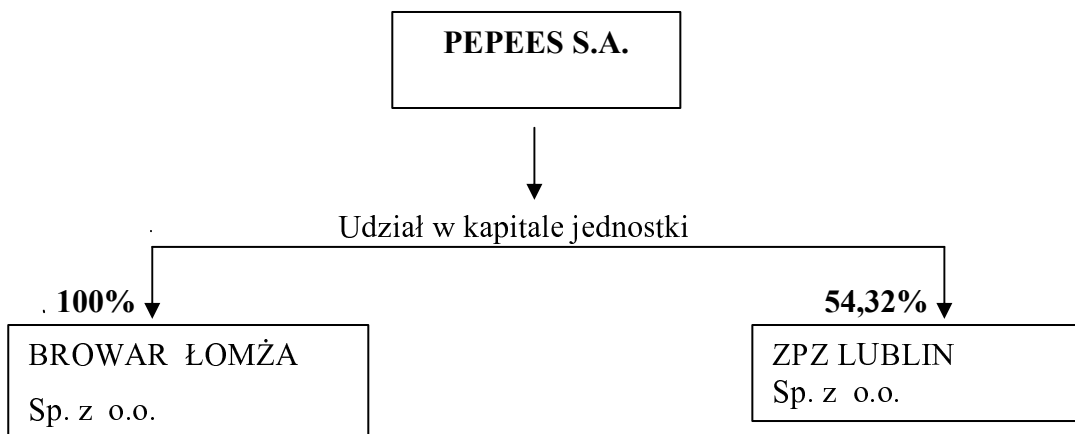 PEPEES S.A.
Udział w kapitale jednostki
100%
54,32%
BROWAR ŁOMŻA
Sp. z o.o.
ZPZ LUBLIN
Sp. z o.o.